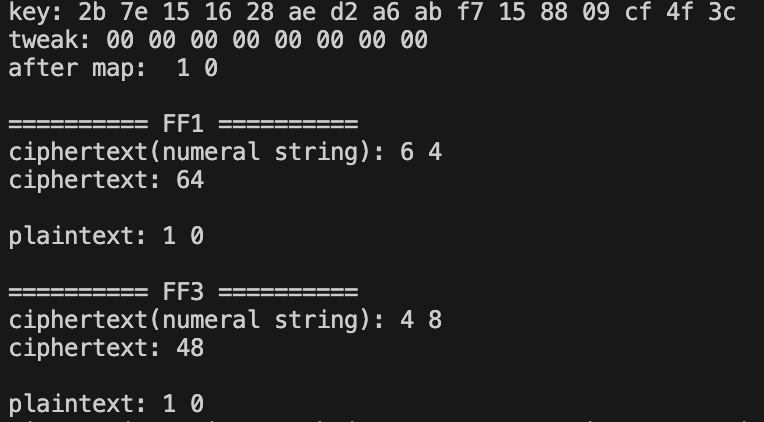 key: 2b 7e 15 16 28 ae d2 a6 ab f7 15 88 09 cf 4f 3c
tweak: 00 00 00 00 00 00 00 00
after map:  1 0
========== FF1 ==========
ciphertext(numeral string): 6 4
ciphertext: 64
plaintext: 1 0
========== FF3 ==========
ciphertext(numeral string): 4 8
ciphertext: 48
plaintext: 1 0